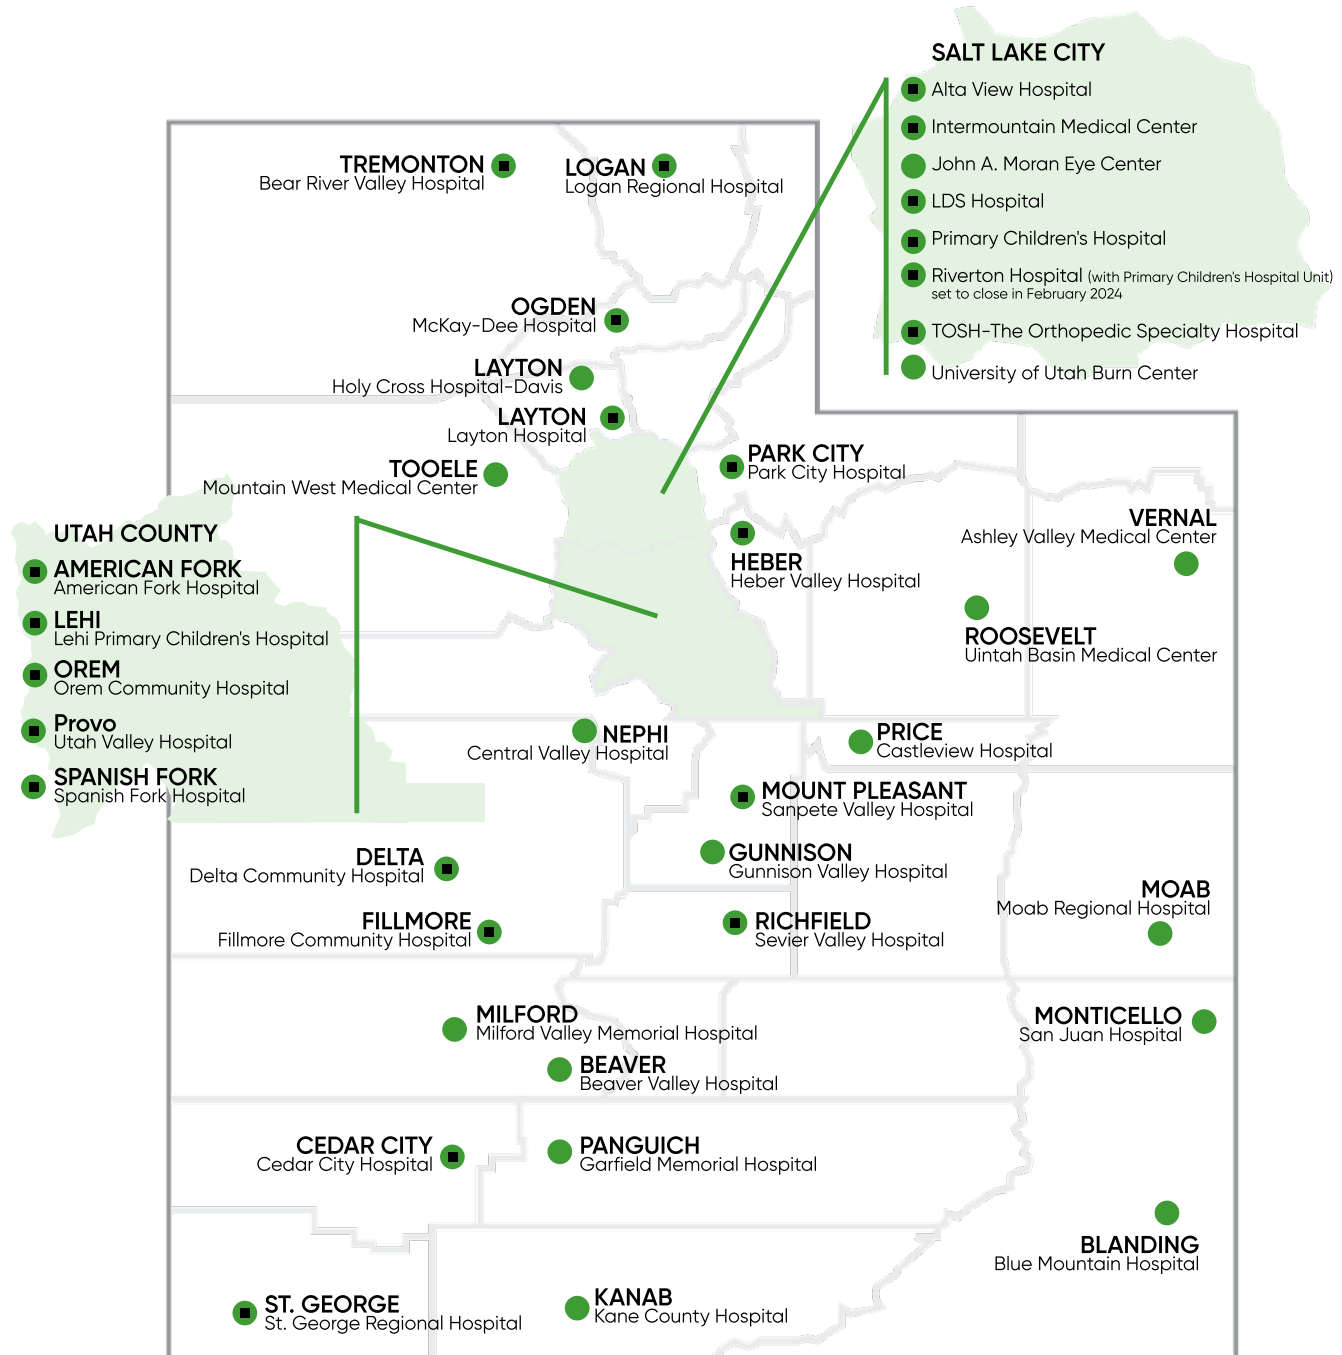 SALT LAKE CITY
Alta View Hospital
Intermountain Medical Center
John A. Moran Eye Center
LDS Hospital
Primary Children's Hospital
Riverton Hospital (with Primary Children's Hospital Unit)
set to close in February 2024
TOSH-The Orthopedic Specialty Hospital
University of Utah Burn Center
TREMONTON
Bear River Valley Hospital
LOGAN
Logan Regional Hospital
OGDEN
McKay-Dee Hospital
LAYTON
Holy Cross Hospital-Davis
LAYTON
Layton Hospital
TOOELE
Mountain West Medical Center
PARK CITY
Park City Hospital
HEBER
Heber Valley Hospital
VERNAL
Ashley Valley Medical Center
ROOSEVELT
Uintah Basin Medical Center
UTAH COUNTY
AMERICAN FORK
American Fork Hospital
LEHI
Lehi Primary Children's Hospital
OREM
Orem Community Hospital
Provo
Utah Valley Hospital
SPANISH FORK
Spanish Fork Hospital
NEPHI
Central Valley Hospital
PRICE
Castleview Hospital
MOUNT PLEASANT
Sanpete Valley Hospital
GUNNISON
Gunnison Valley Hospital
DELTA
Delta Community Hospital
FILLMORE
Fillmore Community Hospital
RICHFIELD
Sevier Valley Hospital
MOAB
Moab Regional Hospital
MILFORD
Milford Valley Memorial Hospital
BEAVER
Beaver Valley Hospital
MONTICELLO
San Juan Hospital
CEDAR CITY
Cedar City Hospital
PANGUICH
Garfield Memorial Hospital
BLANDING
Blue Mountain Hospital
ST. GEORGE
St. George Regional Hospital
KANAB
Kane County Hospital